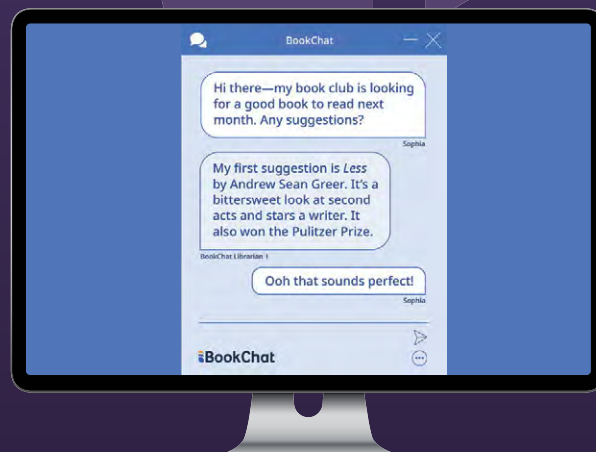 BookChat
Hi there—my book club is looking
for a good book to read next
month. Any suggestions?
Sophia
My first suggestion is Less
by Andrew Sean Greer. It's a
bittersweet look at second
acts and stars a writer. It
also won the Pulitzer Prize.
BookChat Librarian 1
Ooh that sounds perfect!
Sophia
BookChat